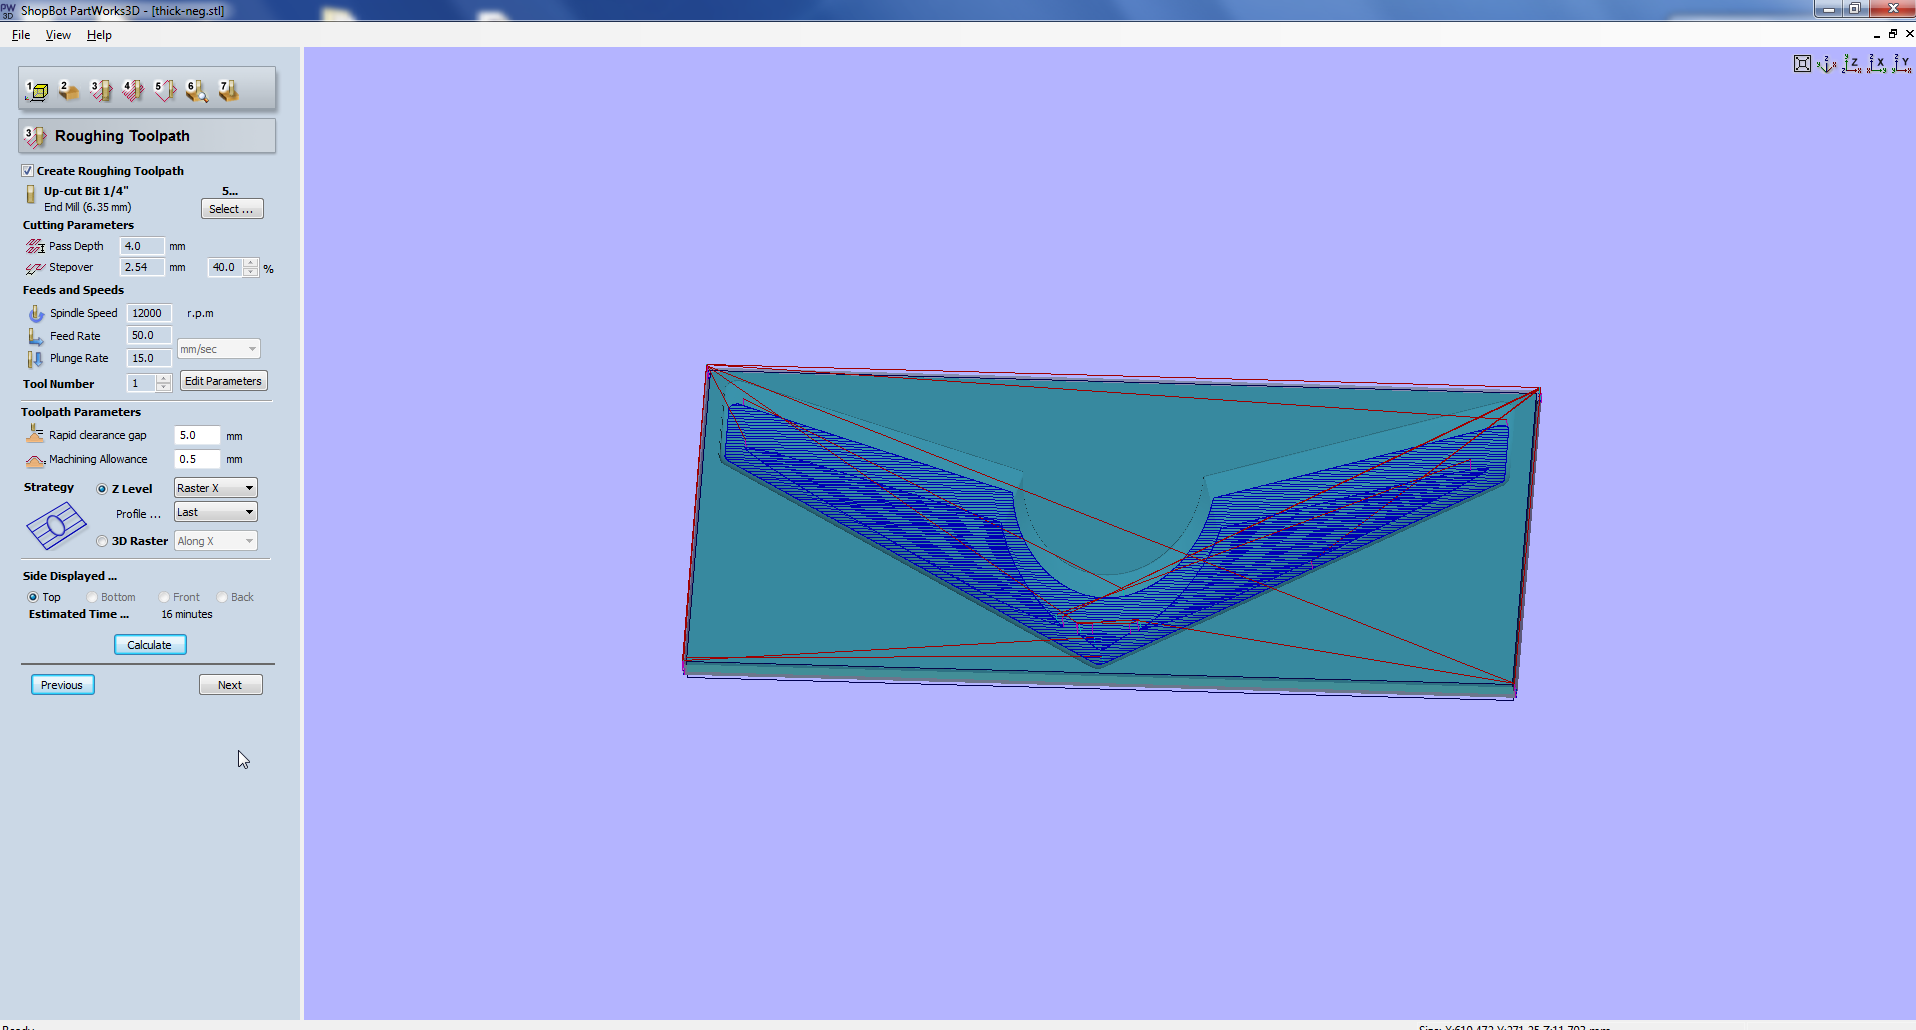 PW
3D
ShopBot PartWorks3D - [thick-neg.stl]
File View Help
1 2 3 4 5 6 7
3 Roughing Toolpath
Create Roughing Toolpath
Up-cut Bit 1/4" 5...
End Mill (6.35 mm)
Select ...
Cutting Parameters
Pass Depth 4.0 mm
Stepover 2.54 mm 40.0 %
Feeds and Speeds
Spindle Speed 12000 r.p.m
Feed Rate 50.0
mm/sec
Plunge Rate 15.0
Tool Number 1 Edit Parameters
Toolpath Parameters
Rapid clearance gap 5.0 mm
Machining Allowance 0.5 mm
Strategy Z Level Raster X
Profile ... Last
3D Raster Along X
Side Displayed ...
Top Bottom Front Back
Estimated Time ... 16 minutes
Calculate
Previous Next
Ready
Size: X:610.472 Y:271.25 Z:11.702 mm